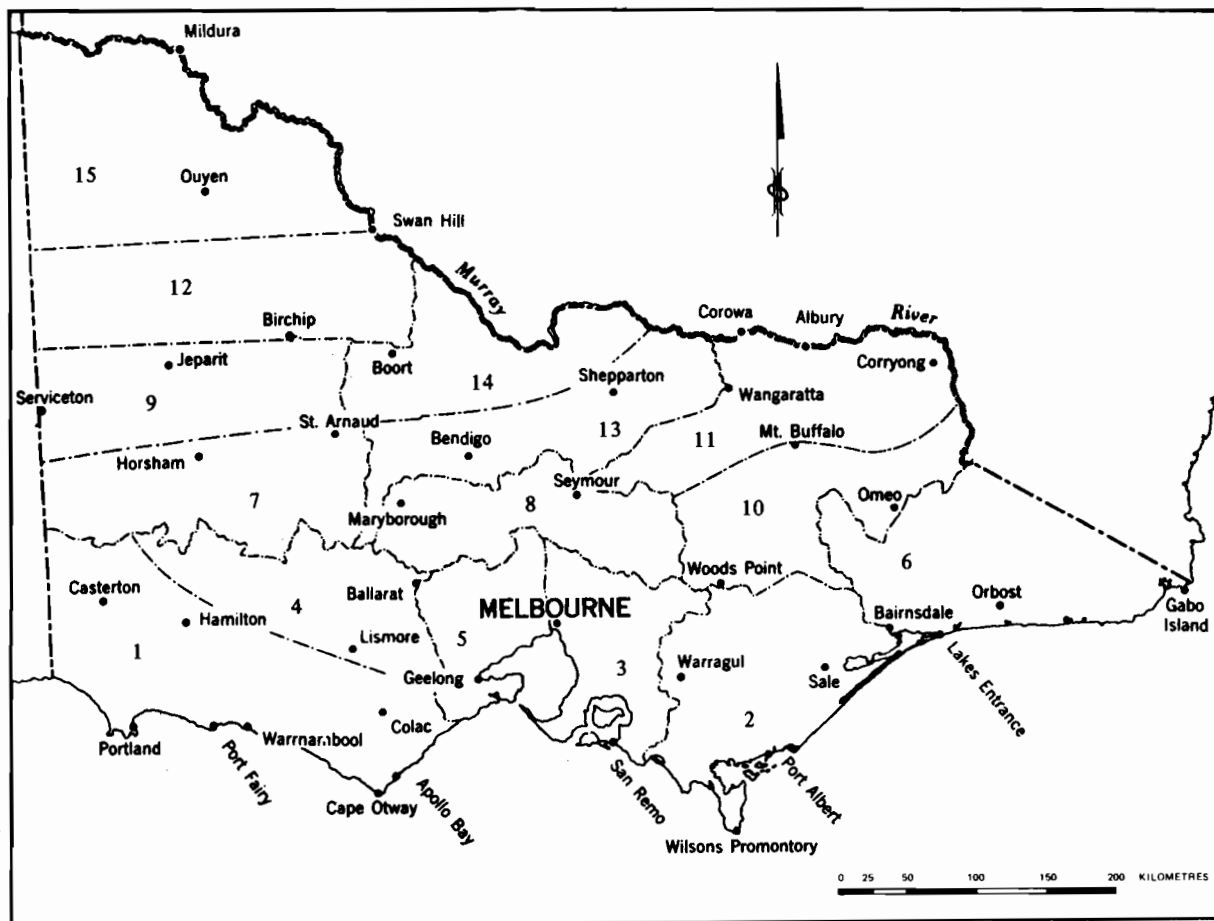 Mildura
15
Ouyen
Swan Hill
12
Murray
Birchip
Corowa
Albury
River
Jeparit
Boort
Corryong
Serviceton
9
14
Shepparton
Wangaratta
St. Arnaud
13
Mt. Buffalo
Bendigo
11
Horsham
Seymour
7
Maryborough
8
10
Omeo
6
Woods Point
Casterton
4
Ballarat
MELBOURNE
Orbost
Gabo
Island
Hamilton
Bairnsdale
1
Lismore
5
3
Warragul
Geelong
Sale
Lakes Entrance
2
Colac
Portland
Port Fairy
Warrnambool
San Remo
Port Albert
Apollo Bay
Cape Otway
Wilsons Promontory
0 25 50 100 150 200 KILOMETRES